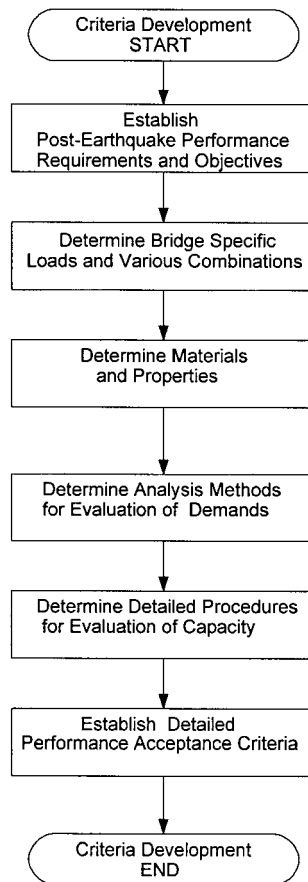 Criteria Development
START
Establish
Post-Earthquake Performance
Requirements and Objectives
Determine Bridge Specific
Loads and Various Combinations
Determine Materials
and Properties
Determine Analysis Methods
for Evaluation of Demands
Determine Detailed Procedures
for Evaluation of Capacity
Establish Detailed
Performance Acceptance Criteria
Criteria Development
END